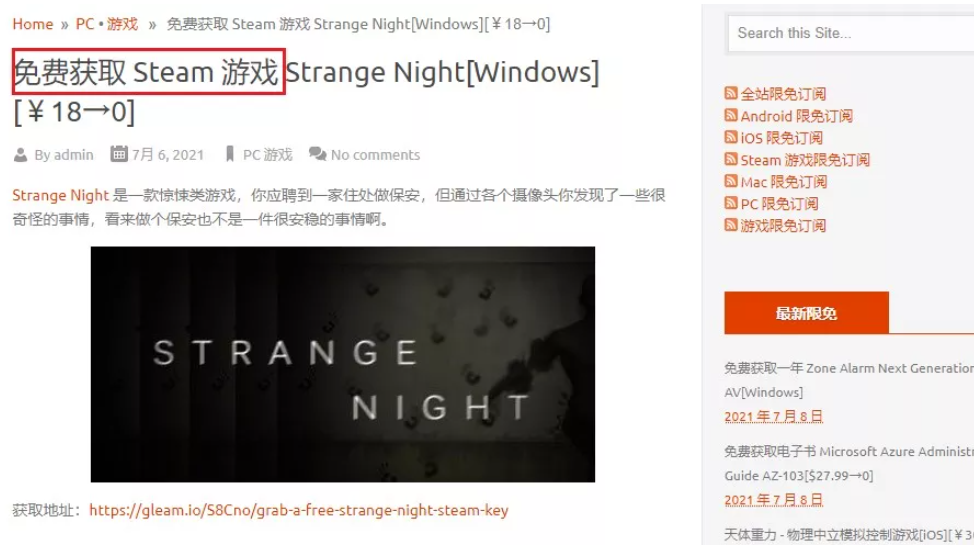 Home » PC • 游戏 » 免费获取 Steam 游戏 Strange Night[Windows][￥18→0]
免费获取 Steam 游戏 Strange Night[Windows]
[￥18→0]
By admin 7月 6, 2021 PC 游戏 No comments
Strange Night 是一款惊悚类游戏，你应聘到一家住处做保安，但通过各个摄像头你发现了一些很
奇怪的事情，看来做个保安也不是一件很安稳的事情啊。
STRANGE
NIGHT
获取地址：https://gleam.io/S8Cno/grab-a-free-strange-night-steam-key
Search this Site...
全站限免订阅
Android 限免订阅
iOS 限免订阅
Steam 游戏限免订阅
Mac 限免订阅
PC 限免订阅
游戏限免订阅
最新限免
免费获取一年 Zone Alarm Next Generation
AV[Windows]
2021 年 7 月 8 日
免费获取电子书 Microsoft Azure Administr
Guide AZ-103[$27.99→0]
2021 年 7 月 8 日
天体重力 - 物理中立模拟控制游戏[iOS][￥3